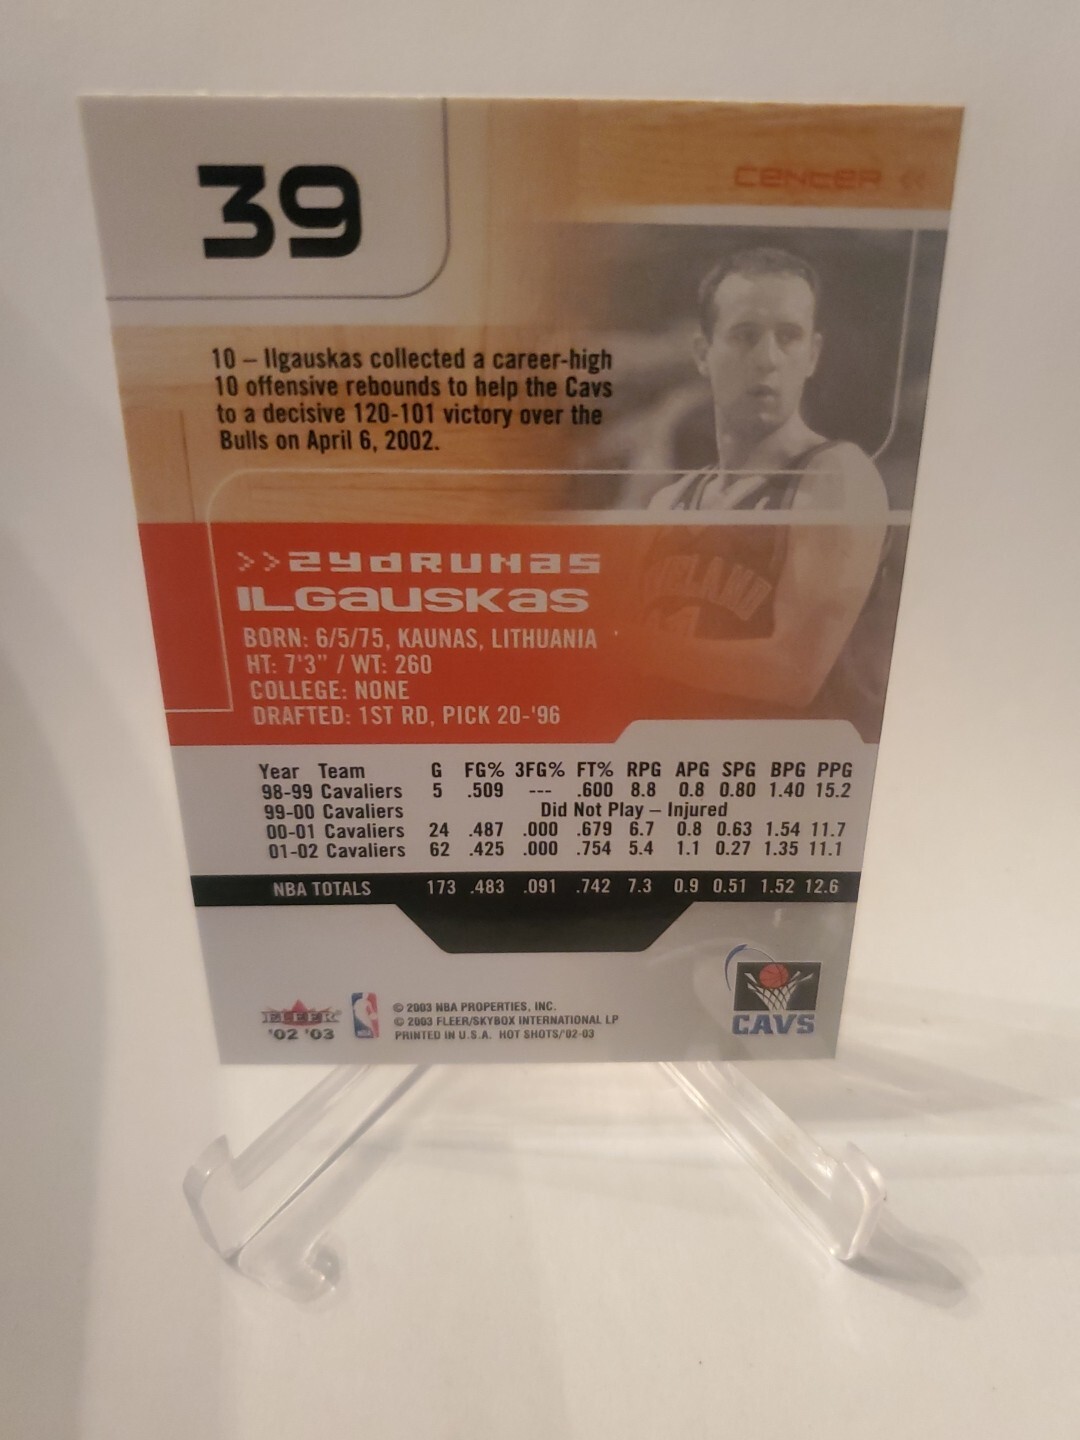 39
CENTER <<
10 – Ilgauskas collected a career-high
10 offensive rebounds to help the Cavs
to a decisive 120-101 victory over the
Bulls on April 6, 2002.
>>ZYDRUNAS
ILGAUSKAS
BORN: 6/5/75, KAUNAS, LITHUANIA
HT: 7'3" / WT: 260
COLLEGE: NONE
DRAFTED: 1ST RD, PICK 20-'96
Year Team G FG% 3FG% FT% RPG APG SPG BPG PPG
98-99 Cavaliers 5 .509 --- .600 8.8 0.8 0.80 1.40 15.2
99-00 Cavaliers Did Not Play – Injured
00-01 Cavaliers 24 .487 .000 .679 6.7 0.8 0.63 1.54 11.7
01-02 Cavaliers 62 .425 .000 .754 5.4 1.1 0.27 1.35 11.1
NBA TOTALS 173 .483 .091 .742 7.3 0.9 0.51 1.52 12.6
FLEER
'02 '03
NBA
© 2003 NBA PROPERTIES, INC.
© 2003 FLEER/SKYBOX INTERNATIONAL LP
PRINTED IN U.S.A. HOT SHOTS/'02-03
CAVS